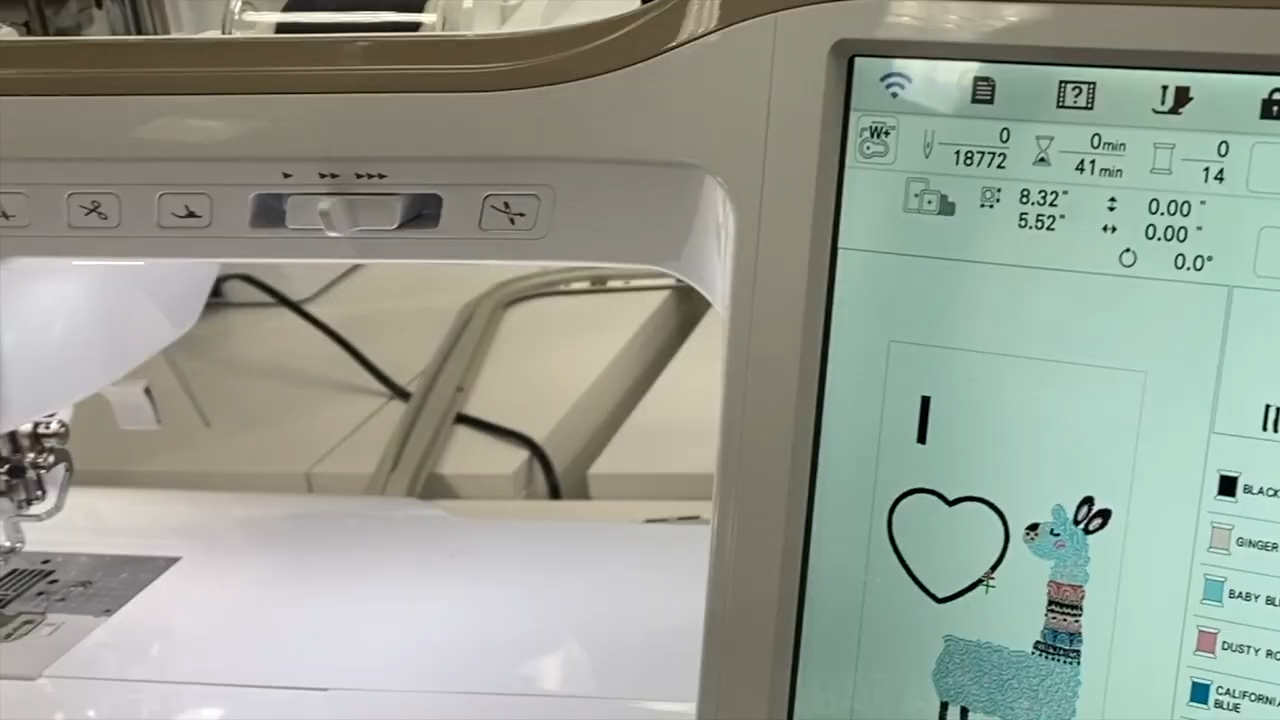 W+
0
18772
0min
41min
0
14
8.32"
5.52"
0.00 "
0.00 "
0.0°
I
BLACK
GINGER
BABY BL
DUSTY RO
CALIFORNIA
BLUE